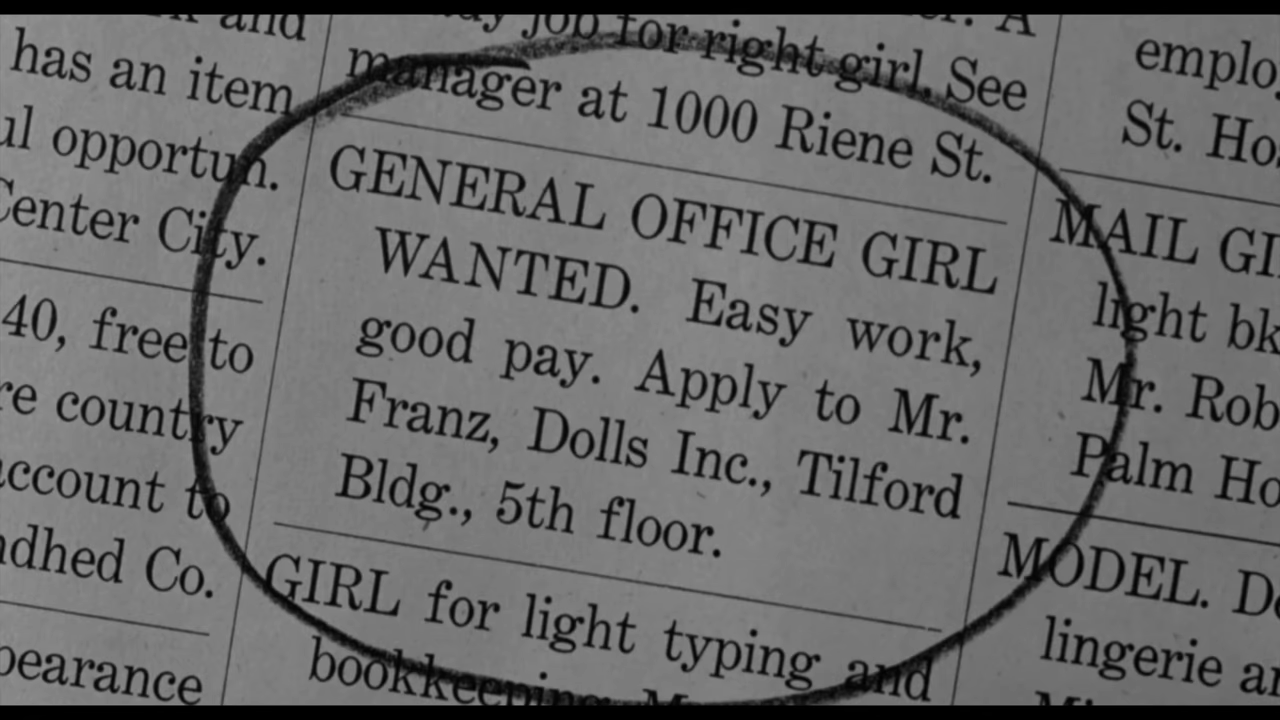 and
has an item
opportun.
Center City.
40, free to
country
account to
Co.
job for right girl. See
manager at 1000 Riene St.
GENERAL OFFICE GIRL
WANTED. Easy work,
good pay. Apply to Mr.
Franz, Dolls Inc., Tilford
Bldg., 5th floor.
GIRL for light typing and
bookkeeping
A
St.
MAIL
light
Mr.
Palm
MODEL.
lingerie